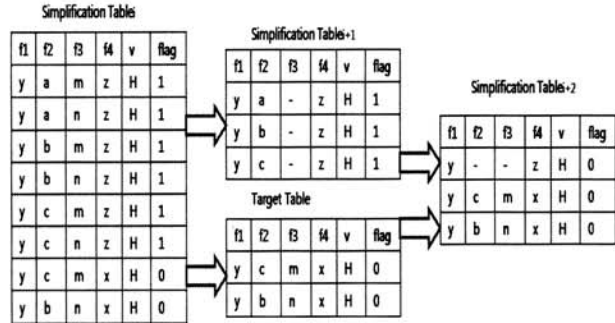 Simplification Tablei
f1 f2 f3 f4 v flag
y a m z H 1
y a n z H 1
y b m z H 1
y b n z H 1
y c m z H 1
y c n z H 1
y c m x H 0
y b n x H 0
Simplification Tablei+1
f1 f2 f3 f4 v flag
y a - z H 1
y b - z H 1
y c - z H 1
Target Table
f1 f2 f3 f4 v flag
y c m x H 0
y b n x H 0
Simplification Tablei+2
f1 f2 f3 f4 v flag
y - - z H 0
y c m x H 0
y b n x H 0